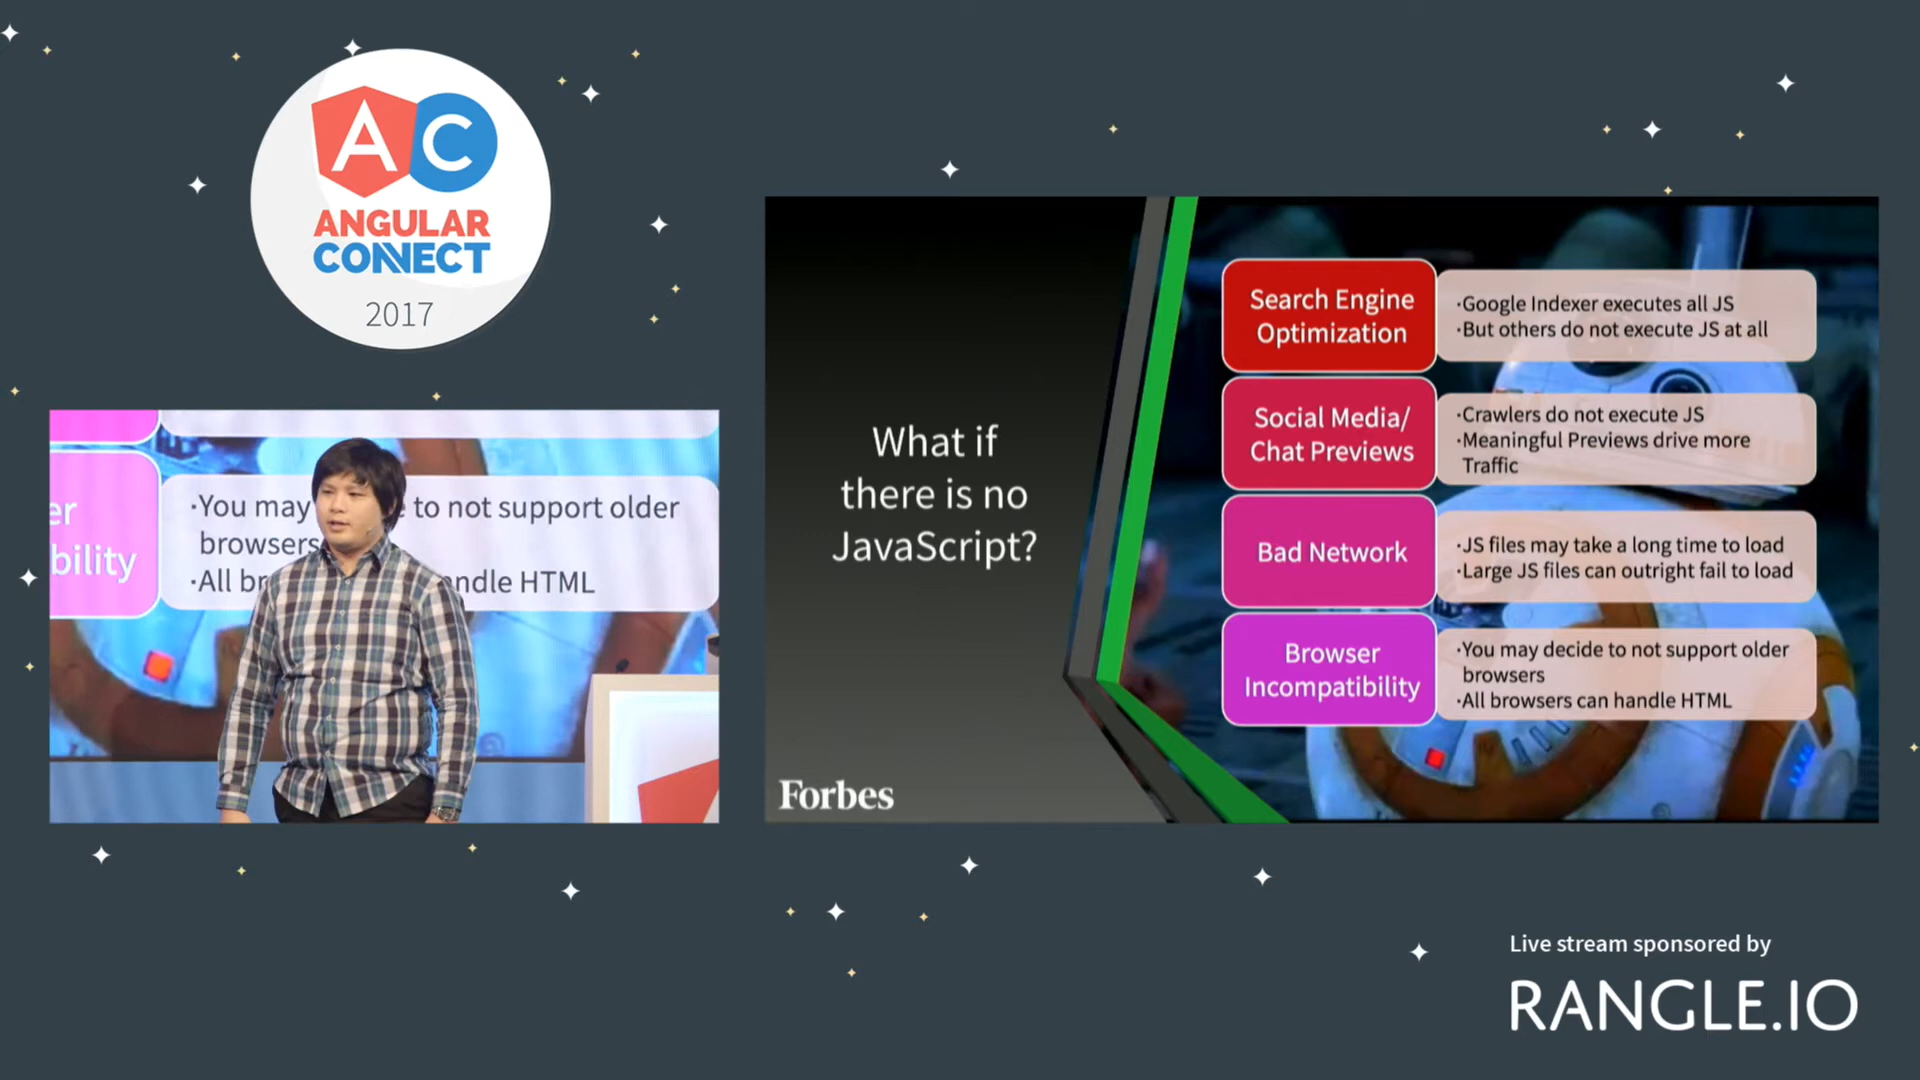 AC
ANGULAR
CONNECT
2017
er
bility
·You may e to not support older
browsers
·All br ndle HTML
What if
there is no
JavaScript?
Forbes
Search Engine
Optimization
·Google Indexer executes all JS
·But others do not execute JS at all
Social Media/
Chat Previews
·Crawlers do not execute JS
·Meaningful Previews drive more
Traffic
Bad Network
·JS files may take a long time to load
·Large JS files can outright fail to load
Browser
Incompatibility
·You may decide to not support older
browsers
·All browsers can handle HTML
Live stream sponsored by
RANGLE.IO